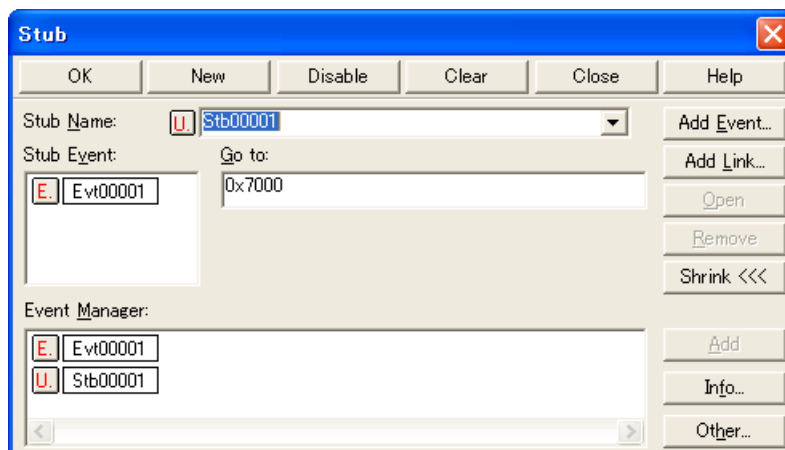 Stub
OK New Disable Clear Close Help
Stub Name: U. Stb00001 Add Event...
Stub Event: Go to: Add Link...
E. Evt00001 0x7000
Open
Remove
Shrink <<<
Event Manager:
E. Evt00001 Add
U. Stb00001 Info...
Other...